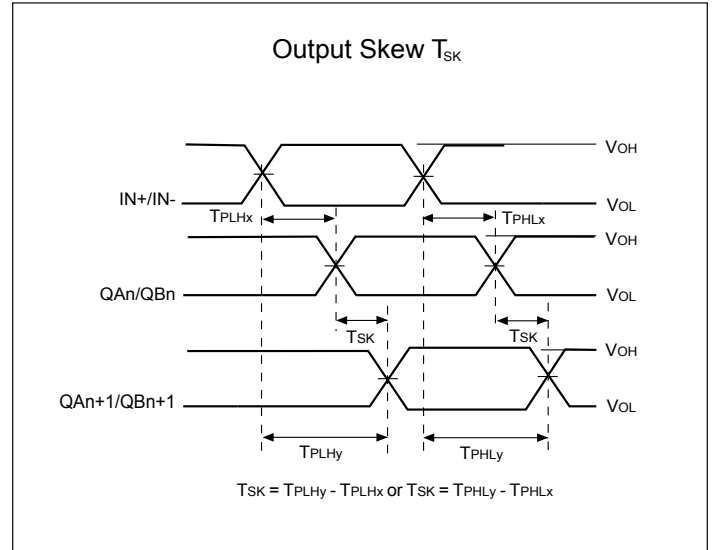 Output Skew TSK
VOH
IN+/IN-
VOL
TPLHx
TPHLx
VOH
QAn/QBn
VOL
TSK
TSK
VOH
QAn+1/QBn+1
VOL
TPLHy
TPHLy
TSK = TPLHy - TPLHx or TSK = TPHLy - TPHLx